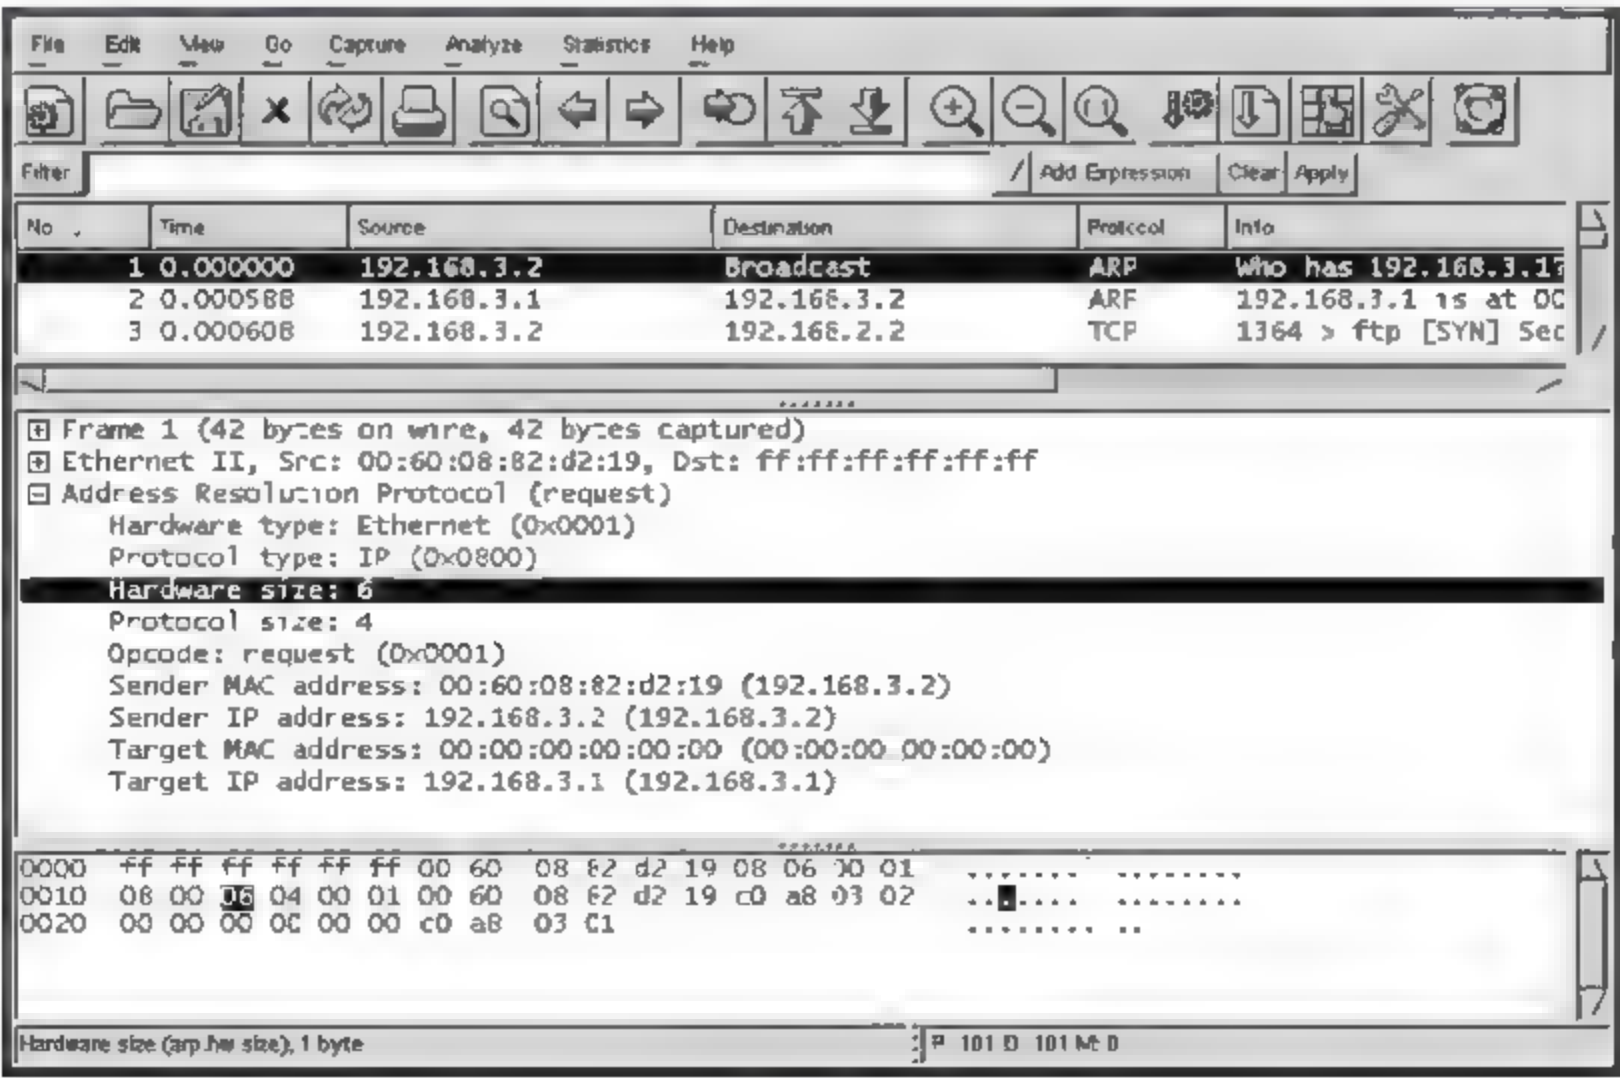 File Edit View Go Capture Analyze Statistics Help
Filter / Add Expression Clear Apply
No . Time Source Destination Protocol Info
1 0.000000 192.168.3.2 Broadcast ARP Who has 192.168.3.1?
2 0.000588 192.168.3.1 192.168.3.2 ARP 192.168.3.1 is at 00
3 0.000608 192.168.3.2 192.168.2.2 TCP 1364 > ftp [SYN] Seq
Frame 1 (42 bytes on wire, 42 bytes captured)
Ethernet II, Src: 00:60:08:82:d2:19, Dst: ff:ff:ff:ff:ff:ff
Address Resolution Protocol (request)
Hardware type: Ethernet (0x0001)
Protocol type: IP (0x0800)
Hardware size: 6
Protocol size: 4
Opcode: request (0x0001)
Sender MAC address: 00:60:08:82:d2:19 (192.168.3.2)
Sender IP address: 192.168.3.2 (192.168.3.2)
Target MAC address: 00:00:00:00:00:00 (00:00:00 00:00:00)
Target IP address: 192.168.3.1 (192.168.3.1)
0000 ff ff ff ff ff ff 00 60 08 82 d2 19 08 06 00 01 ....... ........
0010 08 00 06 04 00 01 00 60 08 82 d2 19 c0 a8 03 02 ....... ........
0020 00 00 00 00 00 00 c0 a8 03 01 ........ ..
Hardware size (arp.hw size), 1 byte P 101 D 101 M: 0